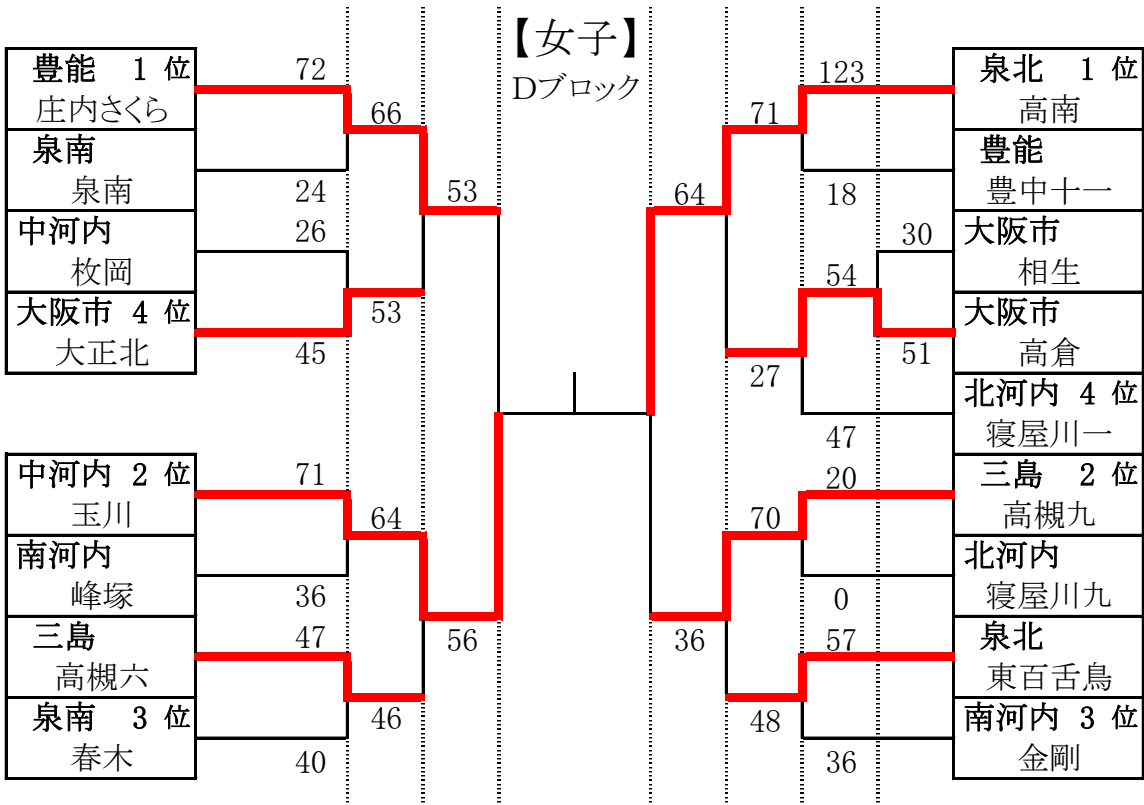 【女子】
Dブロック
豊能 1 位
庄内さくら
泉南
泉南
中河内
枚岡
大阪市 4 位
大正北
中河内 2 位
玉川
南河内
峰塚
三島
高槻六
泉南 3 位
春木
72
24
26
45
71
36
47
40
66
53
64
46
53
56
64
36
71
27
70
48
123
18
54
47
20
0
57
36
30
51
泉北 1 位
高南
豊能
豊中十一
大阪市
相生
大阪市
高倉
北河内 4 位
寝屋川一
三島 2 位
高槻九
北河内
寝屋川九
泉北
東百舌鳥
南河内 3 位
金剛